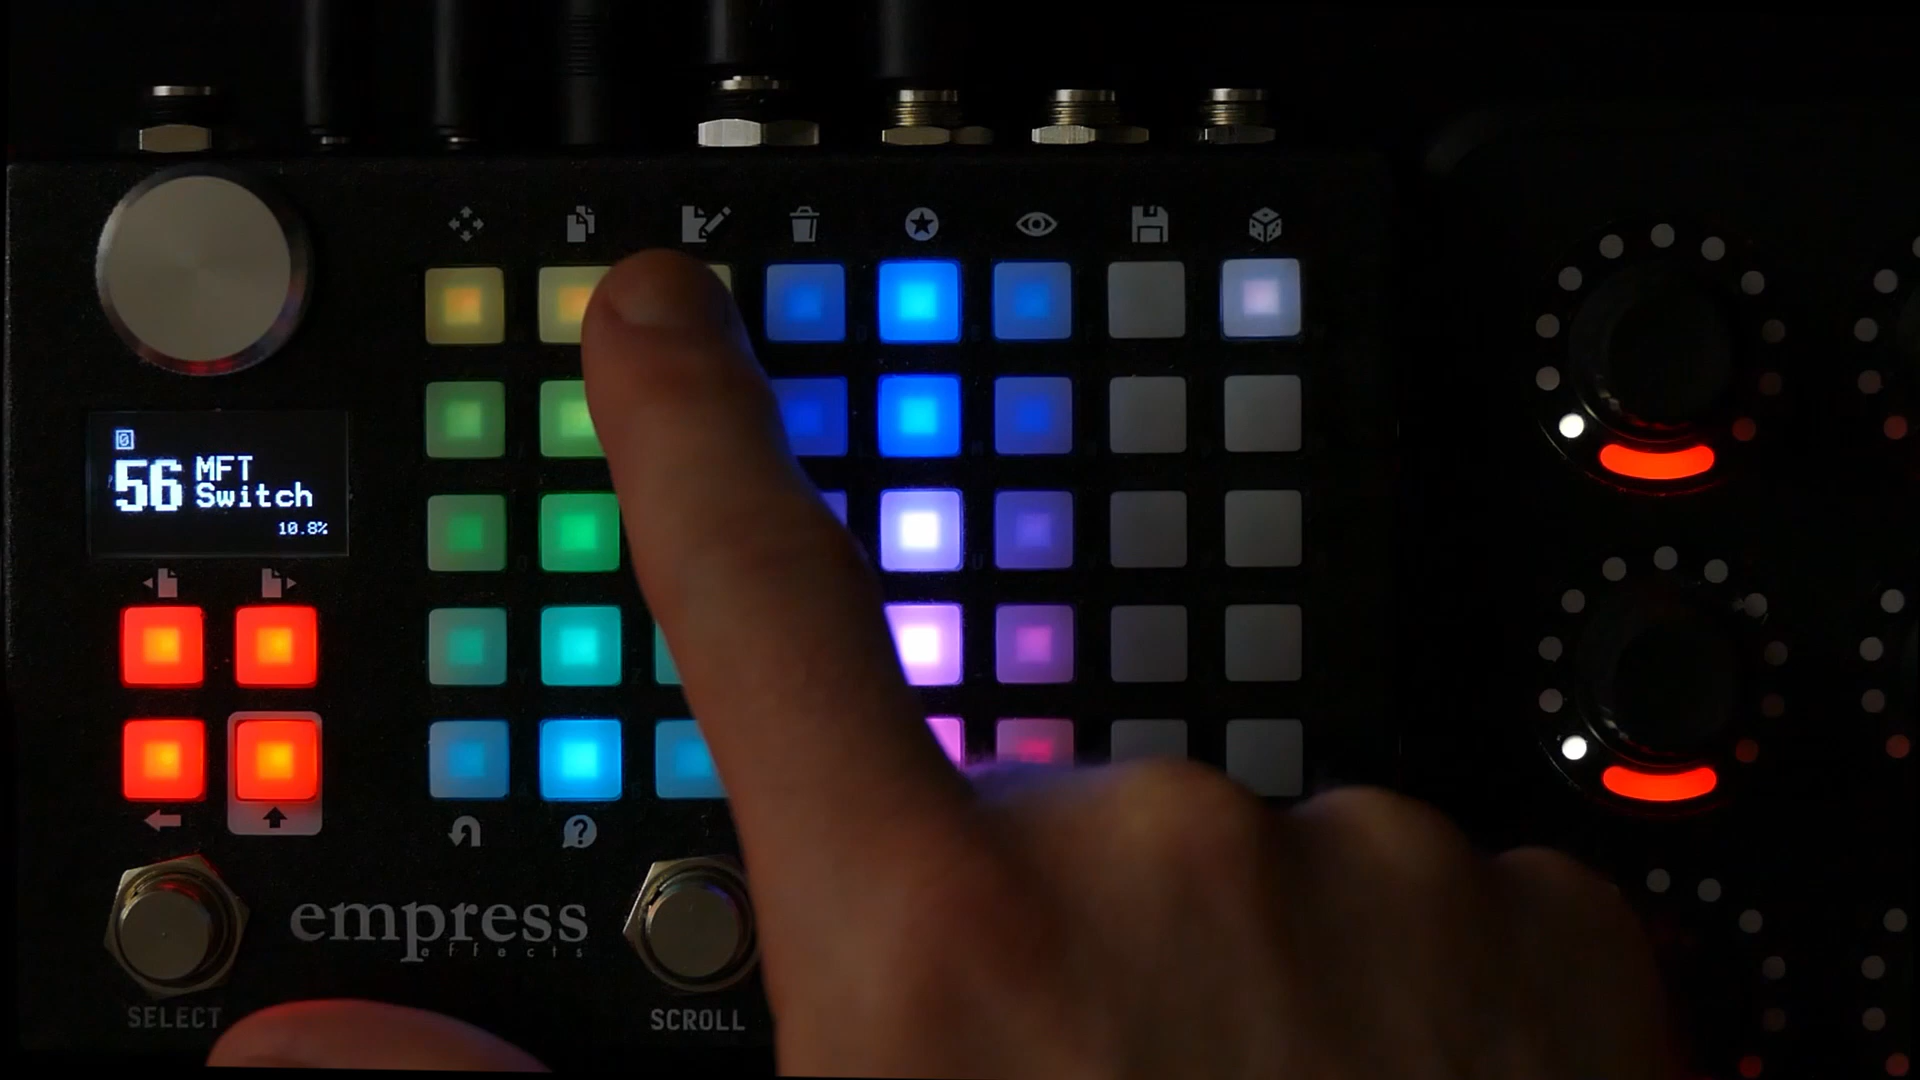 0
56 MFT
Switch
10.8%
empress
effects
SELECT
SCROLL